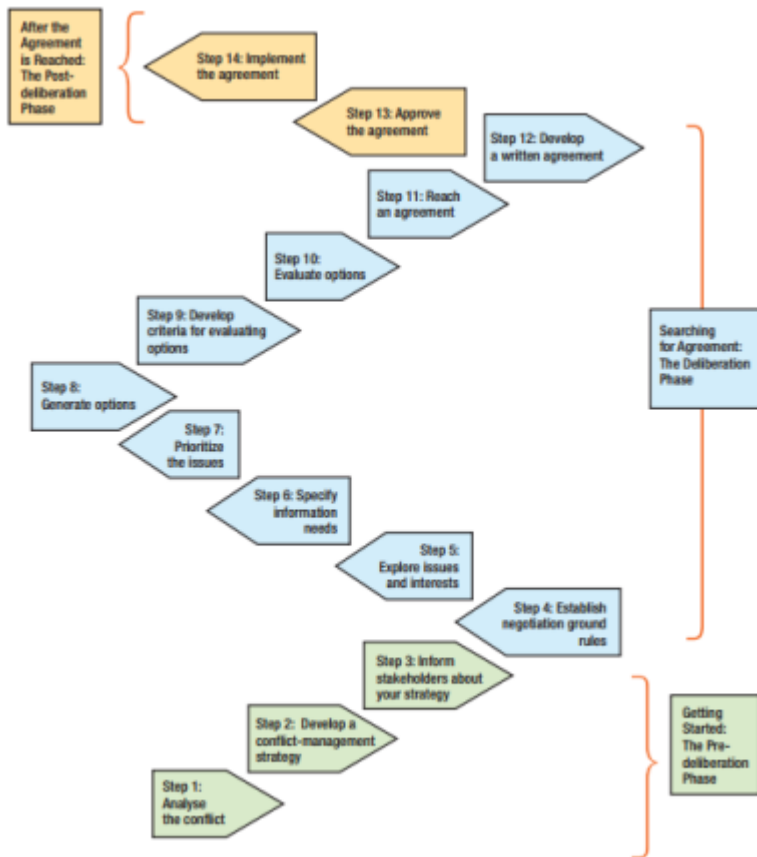 After the
Agreement
is Reached:
The Post-
deliberation
Phase
Step 14: Implement
the agreement
Step 13: Approve
the agreement
Step 12: Develop
a written agreement
Step 11: Reach
an agreement
Step 10:
Evaluate options
Step 9: Develop
criteria for evaluating
options
Searching
for Agreement:
The Deliberation
Phase
Step 8:
Generate options
Step 7:
Prioritize
the issues
Step 6: Specify
information
needs
Step 5:
Explore issues
and interests
Step 4: Establish
negotiation ground
rules
Step 3: Inform
stakeholders about
your strategy
Step 2: Develop a
conflict-management
strategy
Getting
Started:
The Pre-
deliberation
Phase
Step 1:
Analyse
the conflict